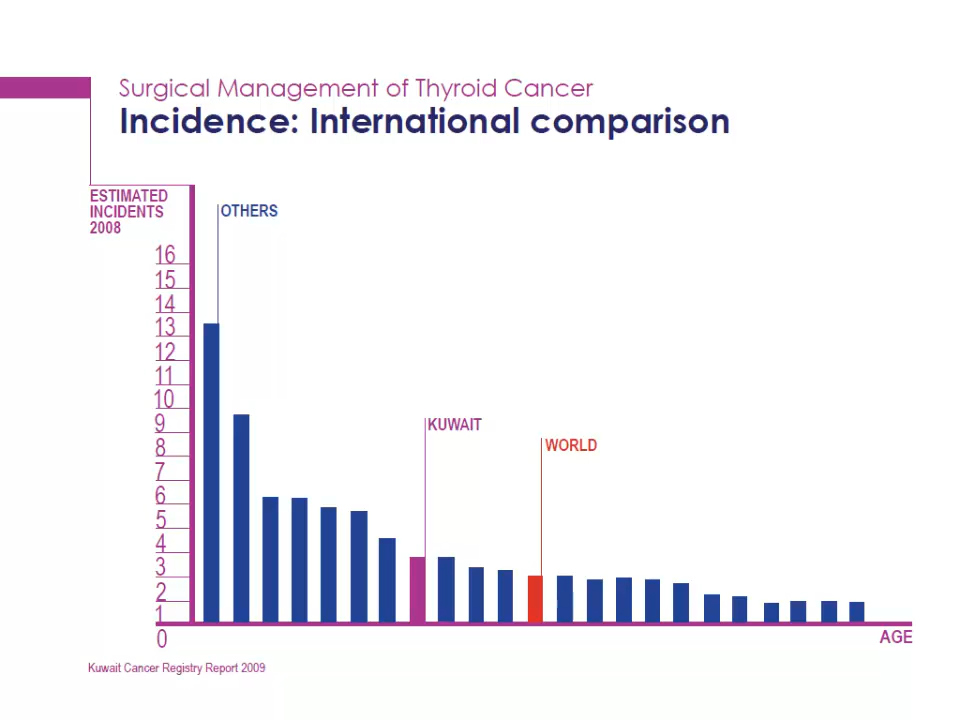 Surgical Management of Thyroid Cancer
Incidence: International comparison
ESTIMATED
INCIDENTS
2008
OTHERS
16
15
14
13
12
11
10
9
KUWAIT
8
WORLD
7
6
5
4
3
2
1
0
AGE
Kuwait Cancer Registry Report 2009